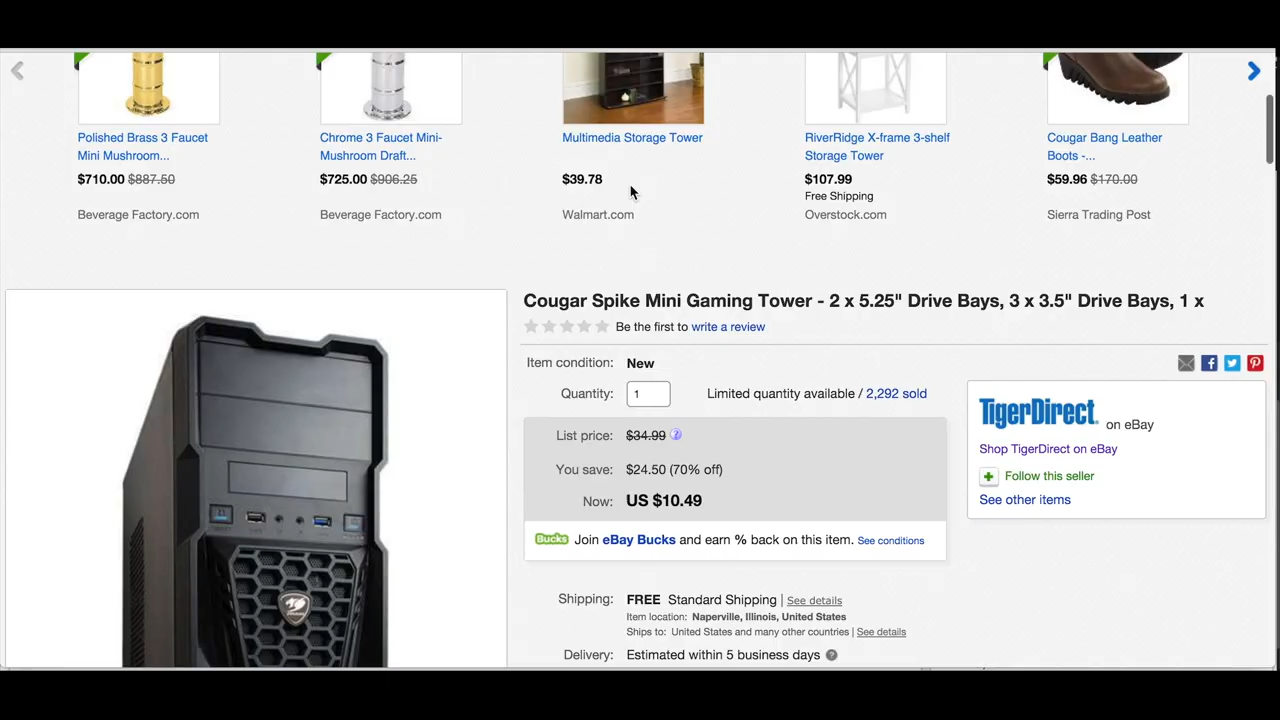 Polished Brass 3 Faucet
Mini Mushroom...
$710.00 $887.50
Beverage Factory.com
Chrome 3 Faucet Mini-
Mushroom Draft...
$725.00 $906.25
Beverage Factory.com
Multimedia Storage Tower
$39.78
Walmart.com
RiverRidge X-frame 3-shelf
Storage Tower
$107.99
Free Shipping
Overstock.com
Cougar Bang Leather
Boots -...
$59.96 $170.00
Sierra Trading Post
Cougar Spike Mini Gaming Tower - 2 x 5.25" Drive Bays, 3 x 3.5" Drive Bays, 1 x
Be the first to write a review
Item condition: New
Quantity: 1 Limited quantity available / 2,292 sold
List price: $34.99 ?
You save: $24.50 (70% off)
Now: US $10.49
Bucks Join eBay Bucks and earn % back on this item. See conditions
TigerDirect. on eBay
Shop TigerDirect on eBay
Follow this seller
See other items
Shipping: FREE Standard Shipping | See details
Item location: Naperville, Illinois, United States
Ships to: United States and many other countries | See details
Delivery: Estimated within 5 business days ?